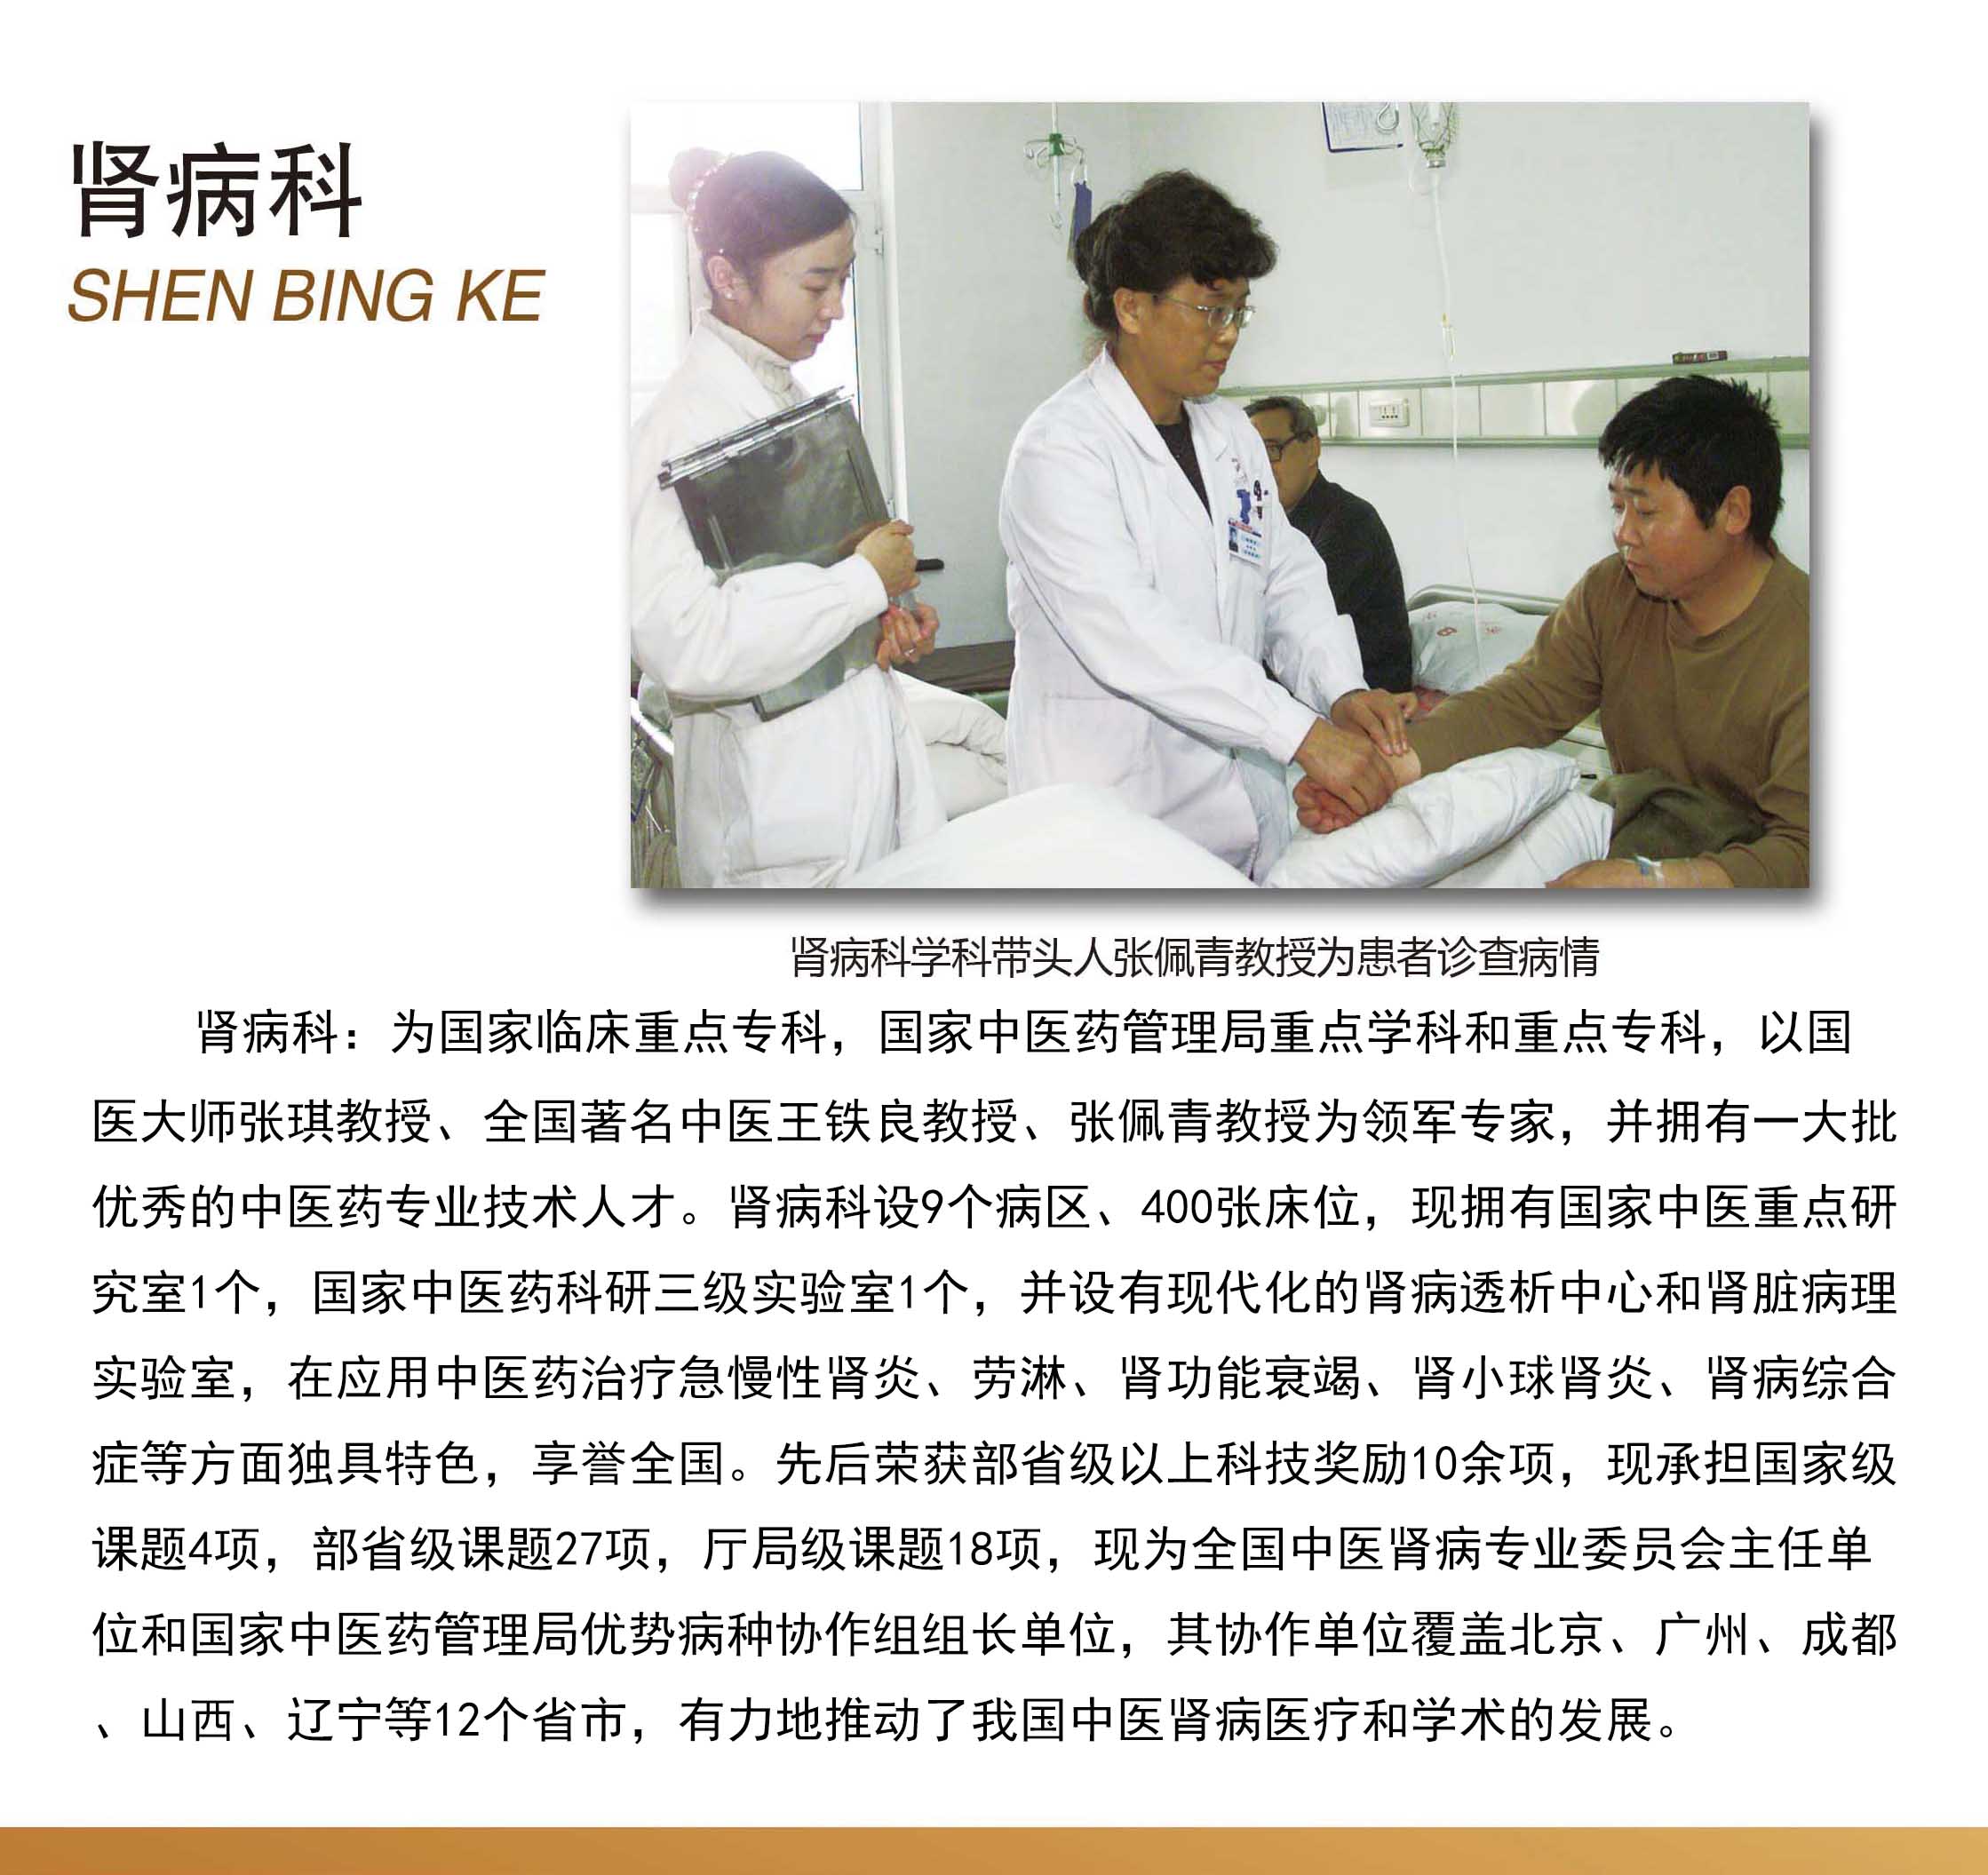 肾病科
SHEN BING KE
肾病科学科带头人张佩青教授为患者诊查病情
肾病科：为国家临床重点专科，国家中医药管理局重点学科和重点专科，以国
医大师张琪教授、全国著名中医王铁良教授、张佩青教授为领军专家，并拥有一大批
优秀的中医药专业技术人才。肾病科设9个病区、400张床位，现拥有国家中医重点研
究室1个，国家中医药科研三级实验室1个，并设有现代化的肾病透析中心和肾脏病理
实验室，在应用中医药治疗急慢性肾炎、劳淋、肾功能衰竭、肾小球肾炎、肾病综合
症等方面独具特色，享誉全国。先后荣获部省级以上科技奖励10余项，现承担国家级
课题4项，部省级课题27项，厅局级课题18项，现为全国中医肾病专业委员会主任单
位和国家中医药管理局优势病种协作组组长单位，其协作单位覆盖北京、广州、成都
、山西、辽宁等12个省市，有力地推动了我国中医肾病医疗和学术的发展。